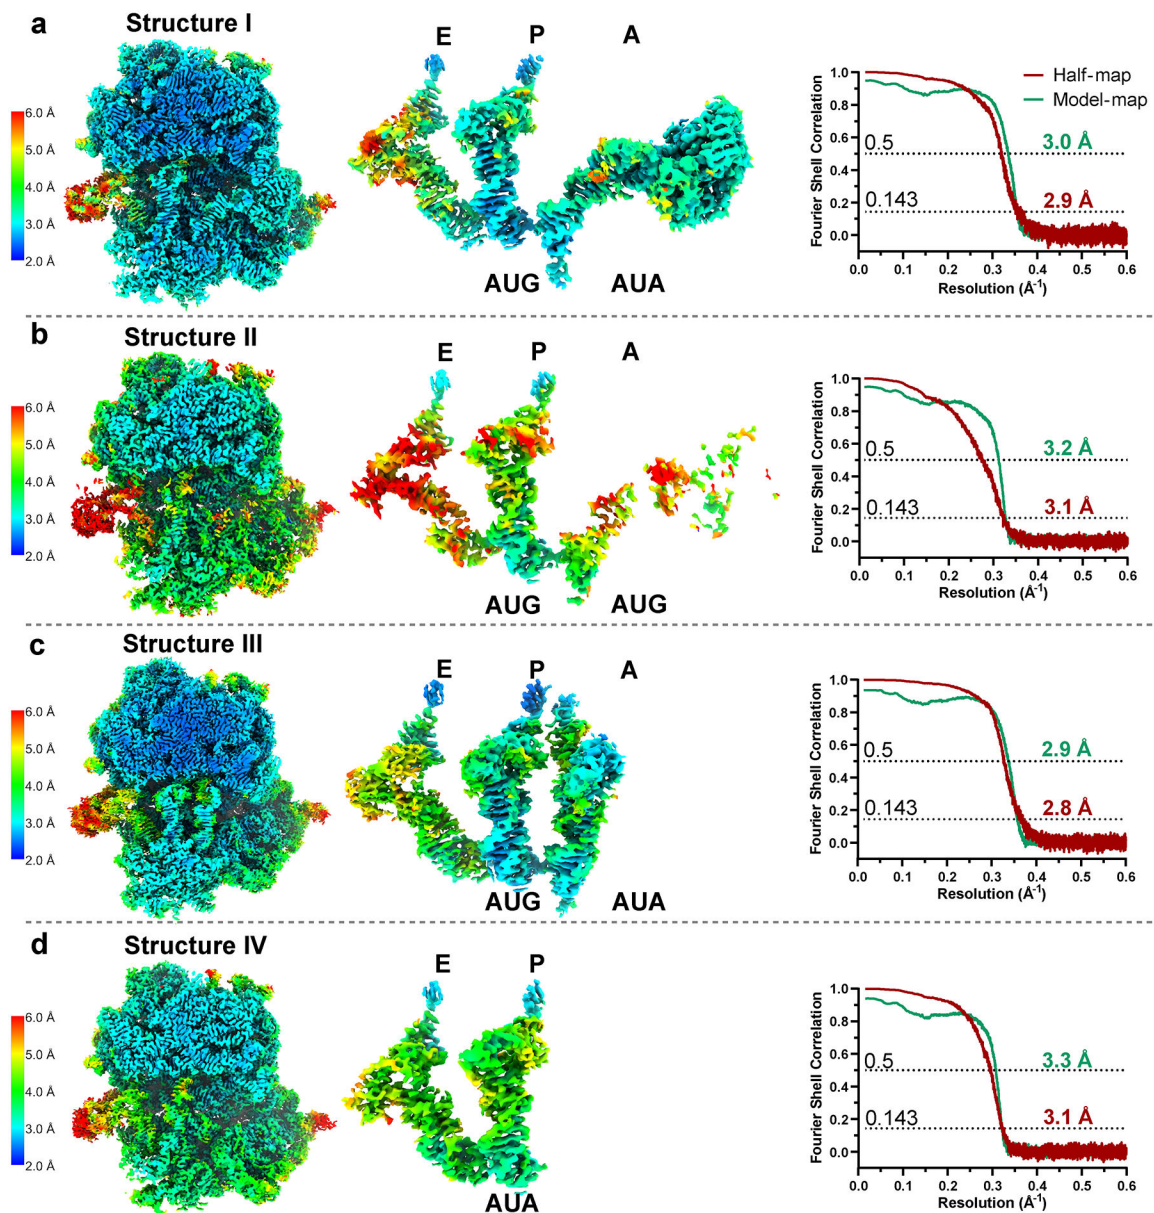 a
Structure I
E P A
6.0 Å
5.0 Å
4.0 Å
3.0 Å
2.0 Å
AUG AUA
Half-map
Model-map
Fourier Shell Correlation
1.0
0.8
0.6
0.4
0.2
0.0
0.5
3.0 Å
0.143
2.9 Å
0.0 0.1 0.2 0.3 0.4 0.5 0.6
Resolution (Å-1)
b
Structure II
E P A
6.0 Å
5.0 Å
4.0 Å
3.0 Å
2.0 Å
AUG AUG
Fourier Shell Correlation
1.0
0.8
0.6
0.4
0.2
0.0
0.5
3.2 Å
0.143
3.1 Å
0.0 0.1 0.2 0.3 0.4 0.5 0.6
Resolution (Å-1)
c
Structure III
E P A
6.0 Å
5.0 Å
4.0 Å
3.0 Å
2.0 Å
AUG AUA
Fourier Shell Correlation
1.0
0.8
0.6
0.4
0.2
0.0
0.5
2.9 Å
0.143
2.8 Å
0.0 0.1 0.2 0.3 0.4 0.5 0.6
Resolution (Å-1)
d
Structure IV
E P
6.0 Å
5.0 Å
4.0 Å
3.0 Å
2.0 Å
AUA
Fourier Shell Correlation
1.0
0.8
0.6
0.4
0.2
0.0
0.5
3.3 Å
0.143
3.1 Å
0.0 0.1 0.2 0.3 0.4 0.5 0.6
Resolution (Å-1)